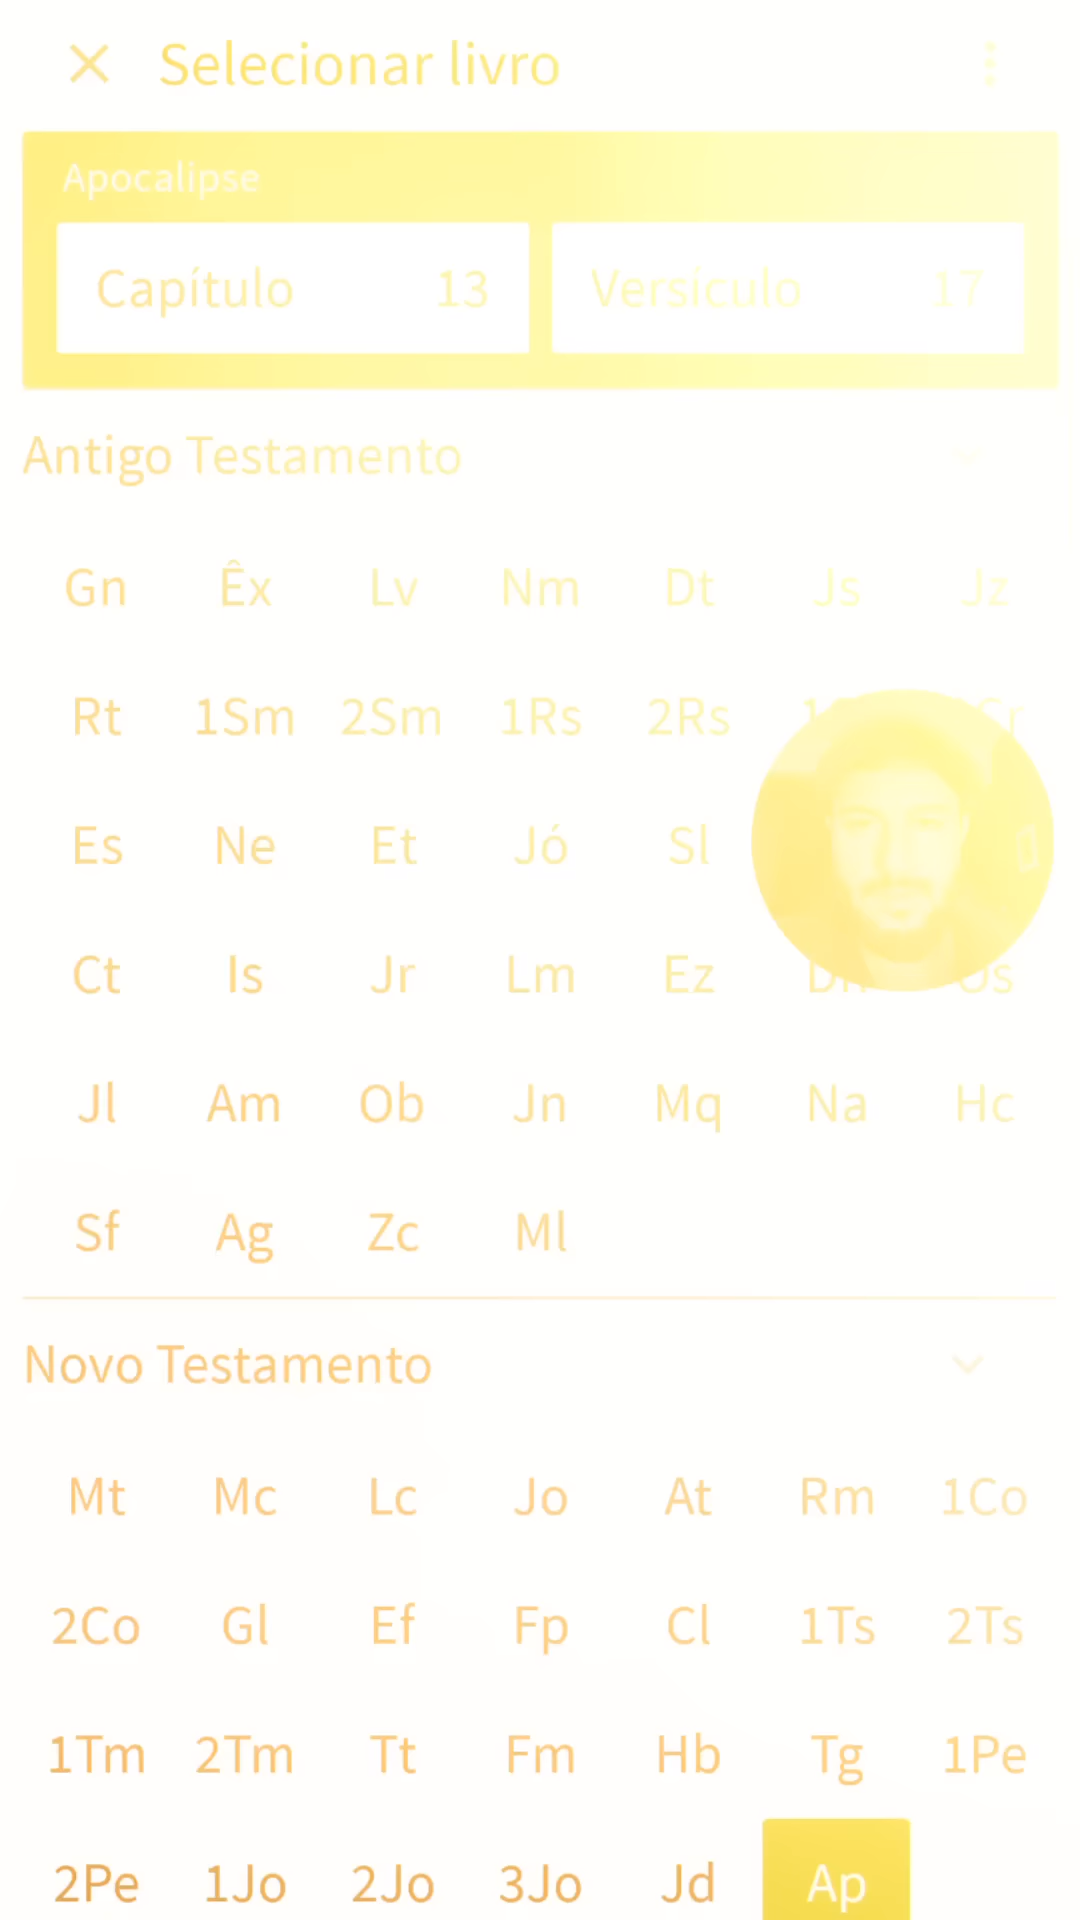 Selecionar livro
Apocalipse
Capítulo 13 Versículo 17
Antigo Testamento
Gn Êx Lv Nm Dt Js Jz
Rt 1Sm 2Sm 1Rs 2Rs
Es Ne Et Jó Sl
Ct Is Jr Lm Ez Dn Os
Jl Am Ob Jn Mq Na Hc
Sf Ag Zc Ml
Novo Testamento
Mt Mc Lc Jo At Rm 1Co
2Co Gl Ef Fp Cl 1Ts 2Ts
1Tm 2Tm Tt Fm Hb Tg 1Pe
2Pe 1Jo 2Jo 3Jo Jd Ap